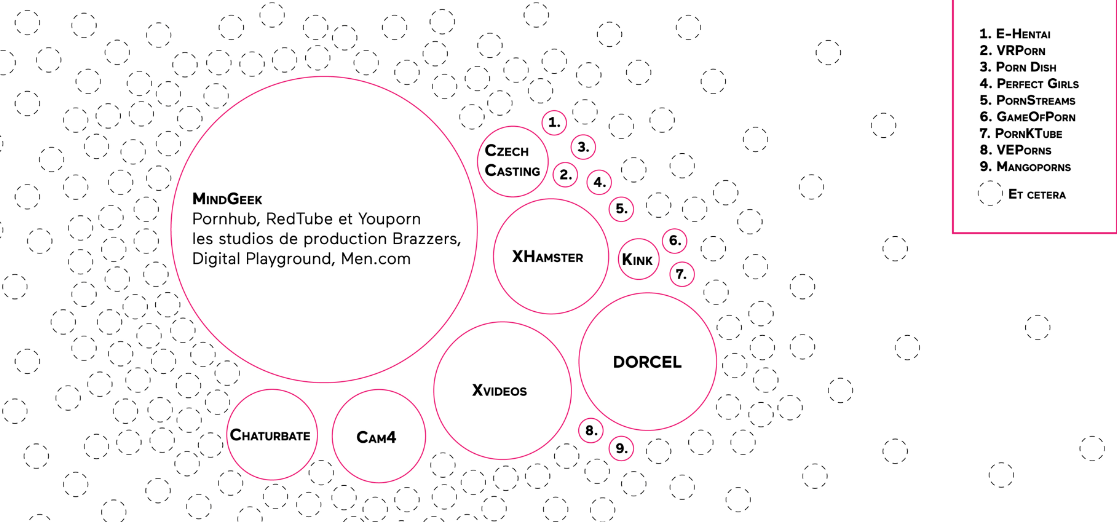 MindGeek
Pornhub, RedTube et Youporn
les studios de production Brazzers,
Digital Playground, Men.com
Czech
Casting
1.
3.
2.
4.
5.
XHamster
Kink
6.
7.
DORCEL
Xvideos
Chaturbate
Cam4
8.
9.
1. E-Hentai
2. VRPorn
3. Porn Dish
4. Perfect Girls
5. PornStreams
6. GameOfPorn
7. PornKTube
8. VEPorns
9. Mangoporns
Et cetera